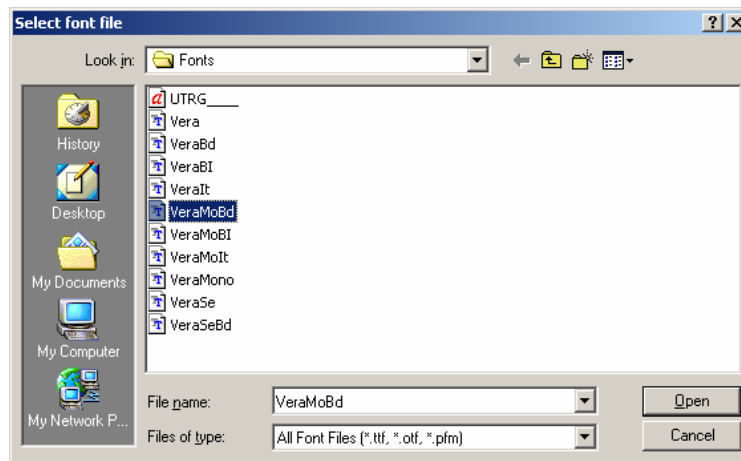 Select font file
Look in: Fonts
UTRG____
Vera
VeraBd
VeraBI
VeraIt
VeraMoBd
VeraMoBI
VeraMoIt
VeraMono
VeraSe
VeraSeBd
History
Desktop
My Documents
My Computer
My Network P...
File name: VeraMoBd Open
Files of type: All Font Files (*.ttf, *.otf, *.pfm) Cancel